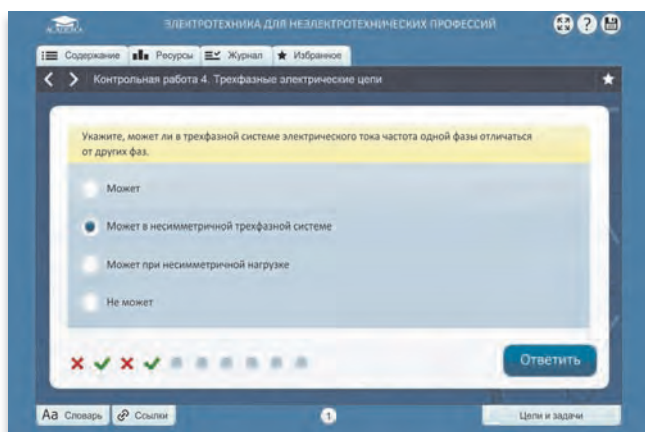 ЭЛЕКТРОТЕХНИКА ДЛЯ НЕЭЛЕКТРОТЕХНИЧЕСКИХ ПРОФЕССИЙ
ACADEMIA
Содержание Ресурсы Журнал Избранное
Контрольная работа 4. Трехфазные электрические цепи
Укажите, может ли в трехфазной системе электрического тока частота одной фазы отличаться
от других фаз.
Может
Может в несимметричной трехфазной системе
Может при несимметричной нагрузке
Не может
Ответить
Аа Словарь Ссылки 1 Цели и задачи